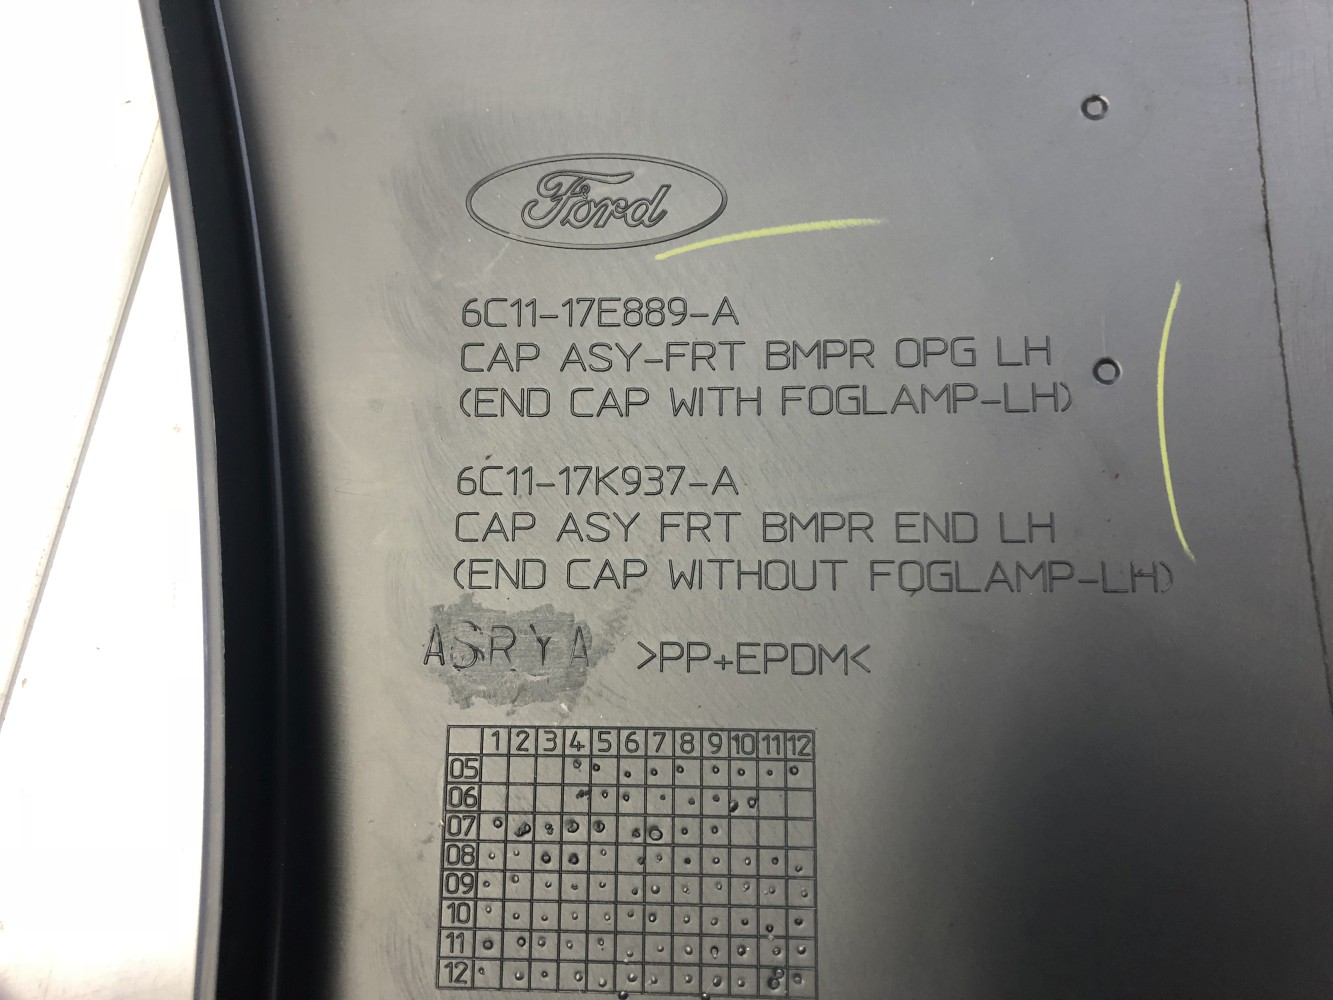 Ford
6C11-17E889-A
CAP ASY-FRT BMPR OPG LH
(END CAP WITH FOGLAMP-LH)
6C11-17K937-A
CAP ASY FRT BMPR END LH
(END CAP WITHOUT FOGLAMP-LH)
ASRYA >PP+EPDM<
1 2 3 4 5 6 7 8 9 10 11 12
05
06
07
08
09
10
11
12